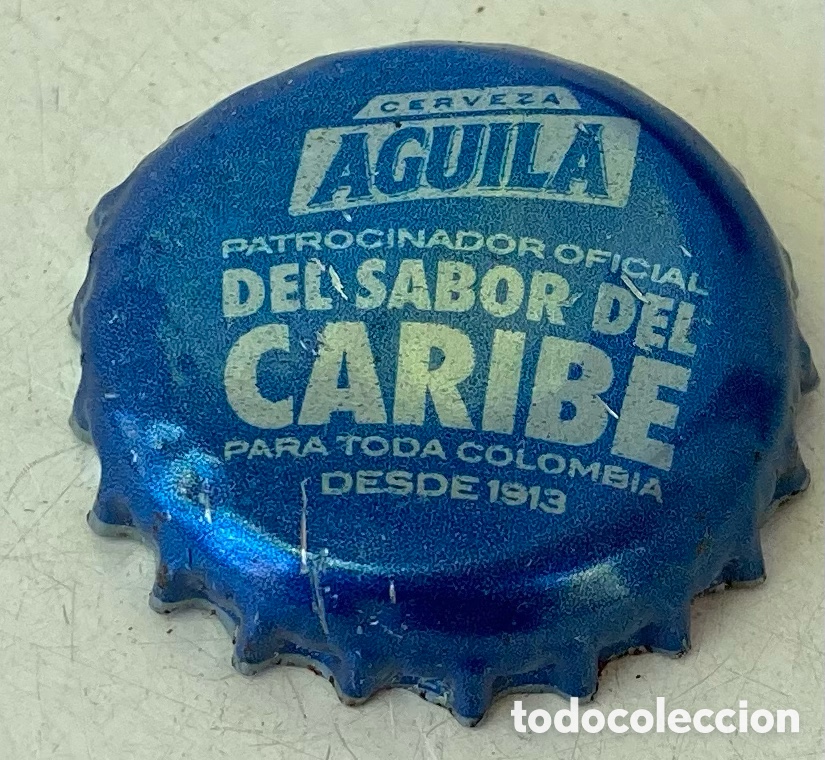 CERVEZA
AGUILA
PATROCINADOR OFICIAL
DEL SABOR DEL
CARIBE
PARA TODA COLOMBIA
DESDE 1913
todocoleccion